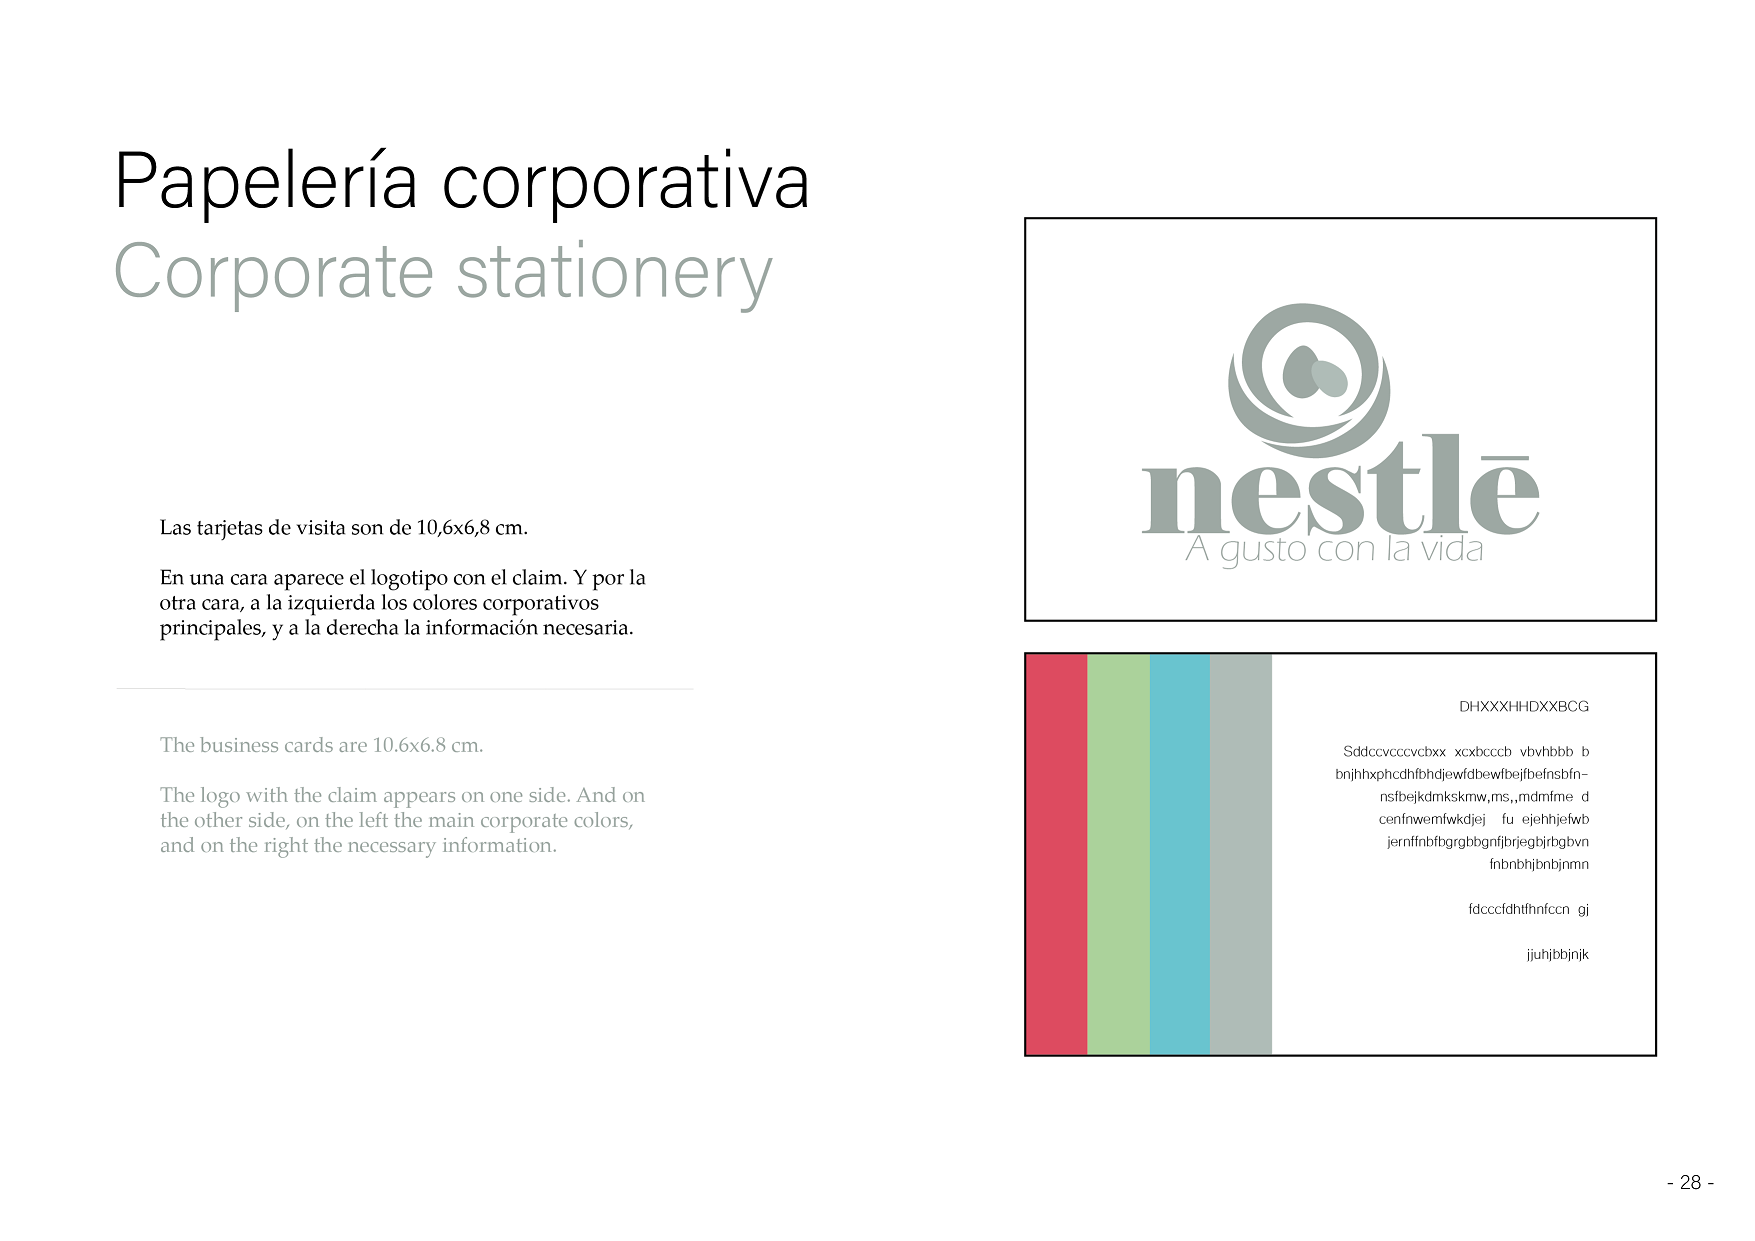 Papelería corporativa
Corporate stationery
Las tarjetas de visita son de 10,6x6,8 cm.
En una cara aparece el logotipo con el claim. Y por la
otra cara, a la izquierda los colores corporativos
principales, y a la derecha la información necesaria.
The business cards are 10.6x6.8 cm.
The logo with the claim appears on one side. And on
the other side, on the left the main corporate colors,
and on the right the necessary information.
nestlē
A gusto con la vida
DHXXXHHDXXBCG
Sddccvcccvcbxx xcxbcccb vbvhbbb b
bnjhhxphcdhfbhdjewfdbewfbejfbefnsbfn-
nsfbejkdmkskmw,ms,,mdmfme d
cenfnwemfwkdjej fu ejehhjefwb
jernffnbfbgrgbbgnfjbrjegbjrbgbvn
fnbnbhjbnbjnmn
fdcccfdhtfhnfccn gj
jjuhjbbjnjk
- 28 -